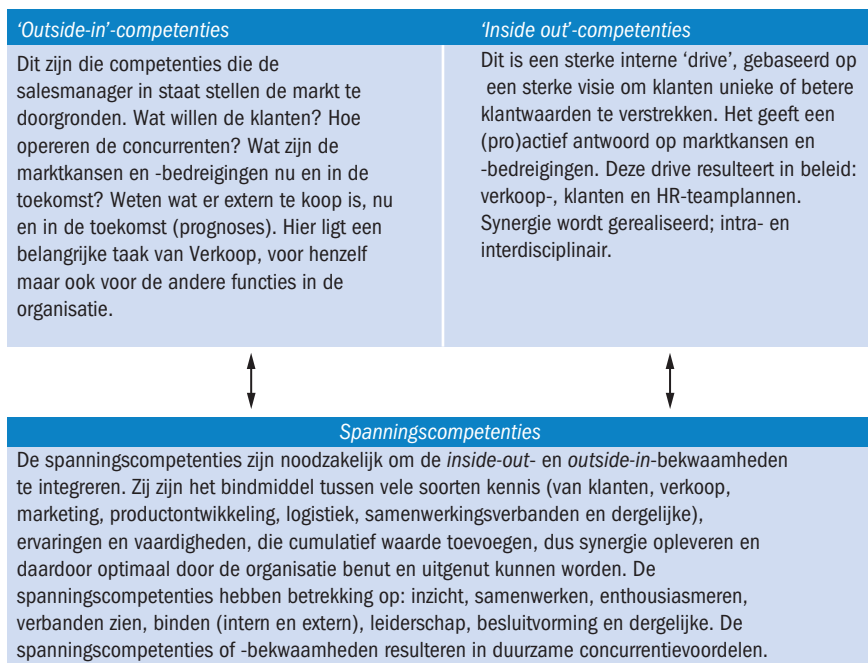 'Outside-in'-competenties
Dit zijn die competenties die de
salesmanager in staat stellen de markt te
doorgronden. Wat willen de klanten? Hoe
opereren de concurrenten? Wat zijn de
marktkansen en -bedreigingen nu en in de
toekomst? Weten wat er extern te koop is, nu
en in de toekomst (prognoses). Hier ligt een
belangrijke taak van Verkoop, voor henzelf
maar ook voor de andere functies in de
organisatie.
'Inside out'-competenties
Dit is een sterke interne 'drive', gebaseerd op
een sterke visie om klanten unieke of betere
klantwaarden te verstrekken. Het geeft een
(pro)actief antwoord op marktkansen en
-bedreigingen. Deze drive resulteert in beleid:
verkoop-, klanten en HR-teamplannen.
Synergie wordt gerealiseerd; intra- en
interdisciplinair.
Spanningscompetenties
De spanningscompetenties zijn noodzakelijk om de inside-out- en outside-in-bekwaamheden
te integreren. Zij zijn het bindmiddel tussen vele soorten kennis (van klanten, verkoop,
marketing, productontwikkeling, logistiek, samenwerkingsverbanden en dergelijke),
ervaringen en vaardigheden, die cumulatief waarde toevoegen, dus synergie opleveren en
daardoor optimaal door de organisatie benut en uitgenut kunnen worden. De
spanningscompetenties hebben betrekking op: inzicht, samenwerken, enthousiasmeren,
verbanden zien, binden (intern en extern), leiderschap, besluitvorming en dergelijke. De
spanningscompetenties of -bekwaamheden resulteren in duurzame concurrentievoordelen.